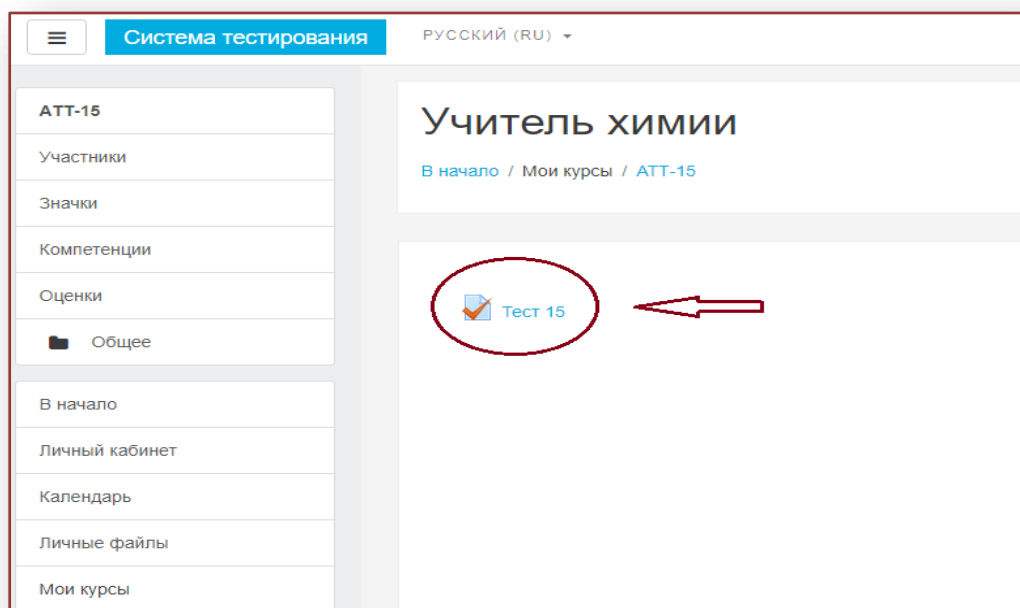 Система тестирования
РУССКИЙ (RU)
АТТ-15
Участники
Значки
Компетенции
Оценки
Общее
В начало
Личный кабинет
Календарь
Личные файлы
Мои курсы
Учитель химии
В начало / Мои курсы / АТТ-15
Тест 15